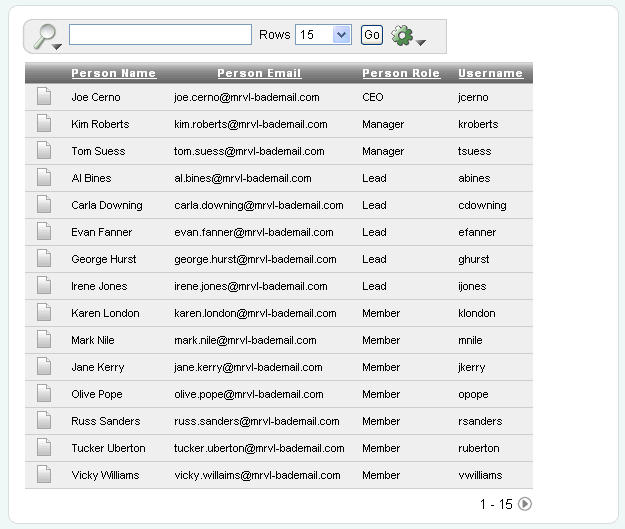 Rows 15 Go
Person Name Person Email Person Role Username
Joe Cerno joe.cerno@mrvl-bademail.com CEO jcerno
Kim Roberts kim.roberts@mrvl-bademail.com Manager kroberts
Tom Suess tom.suess@mrvl-bademail.com Manager tsuess
Al Bines al.bines@mrvl-bademail.com Lead abines
Carla Downing carla.downing@mrvl-bademail.com Lead cdowning
Evan Fanner evan.fanner@mrvl-bademail.com Lead efanner
George Hurst george.hurst@mrvl-bademail.com Lead ghurst
Irene Jones irene.jones@mrvl-bademail.com Lead ijones
Karen London karen.london@mrvl-bademail.com Member klondon
Mark Nile mark.nile@mrvl-bademail.com Member mnile
Jane Kerry jane.kerry@mrvl-bademail.com Member jkerry
Olive Pope olive.pope@mrvl-bademail.com Member opope
Russ Sanders russ.sanders@mrvl-bademail.com Member rsanders
Tucker Uberton tucker.uberton@mrvl-bademail.com Member ruberton
Vicky Williams vicky.willaims@mrvl-bademail.com Member vwilliams
1 - 15